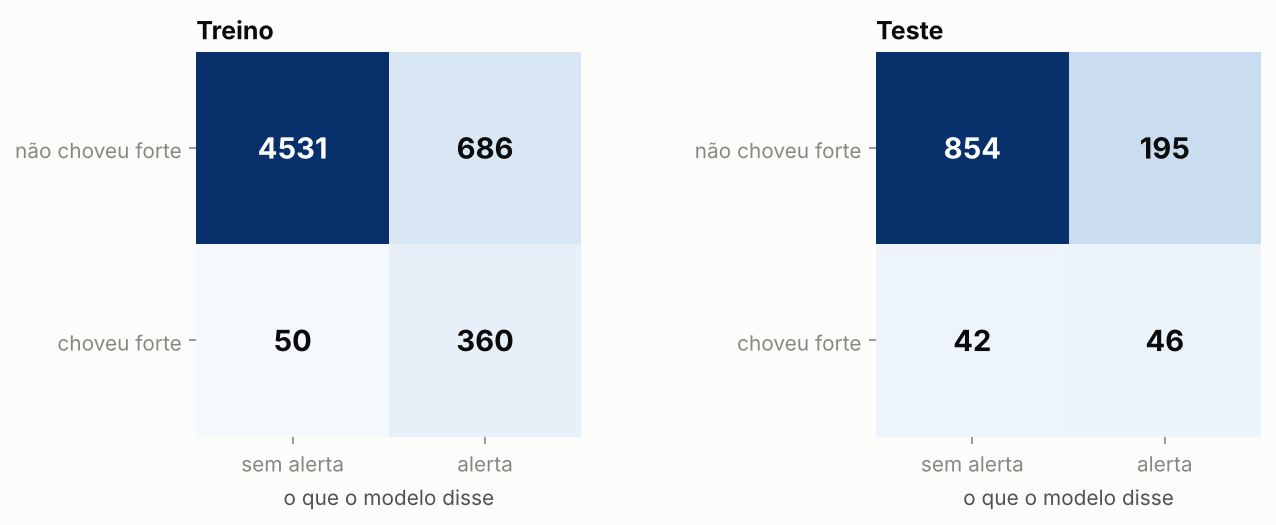 Treino
não choveu forte
4531
686
choveu forte
50
360
sem alerta
alerta
o que o modelo disse
Teste
não choveu forte
854
195
choveu forte
42
46
sem alerta
alerta
o que o modelo disse